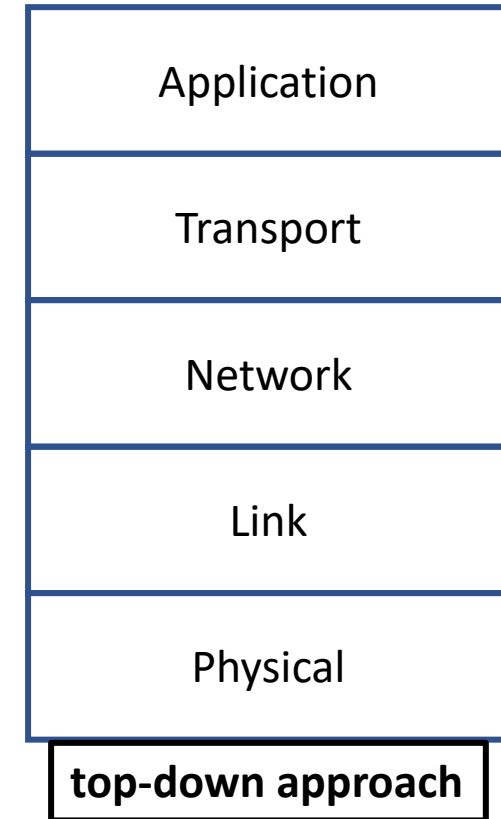 Application
Transport
Network
Link
Physical
top-down approach